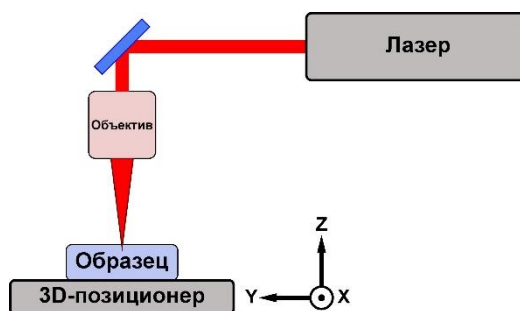 Лазер
Объектив
Образец
3D-позиционер
Z
Y
X